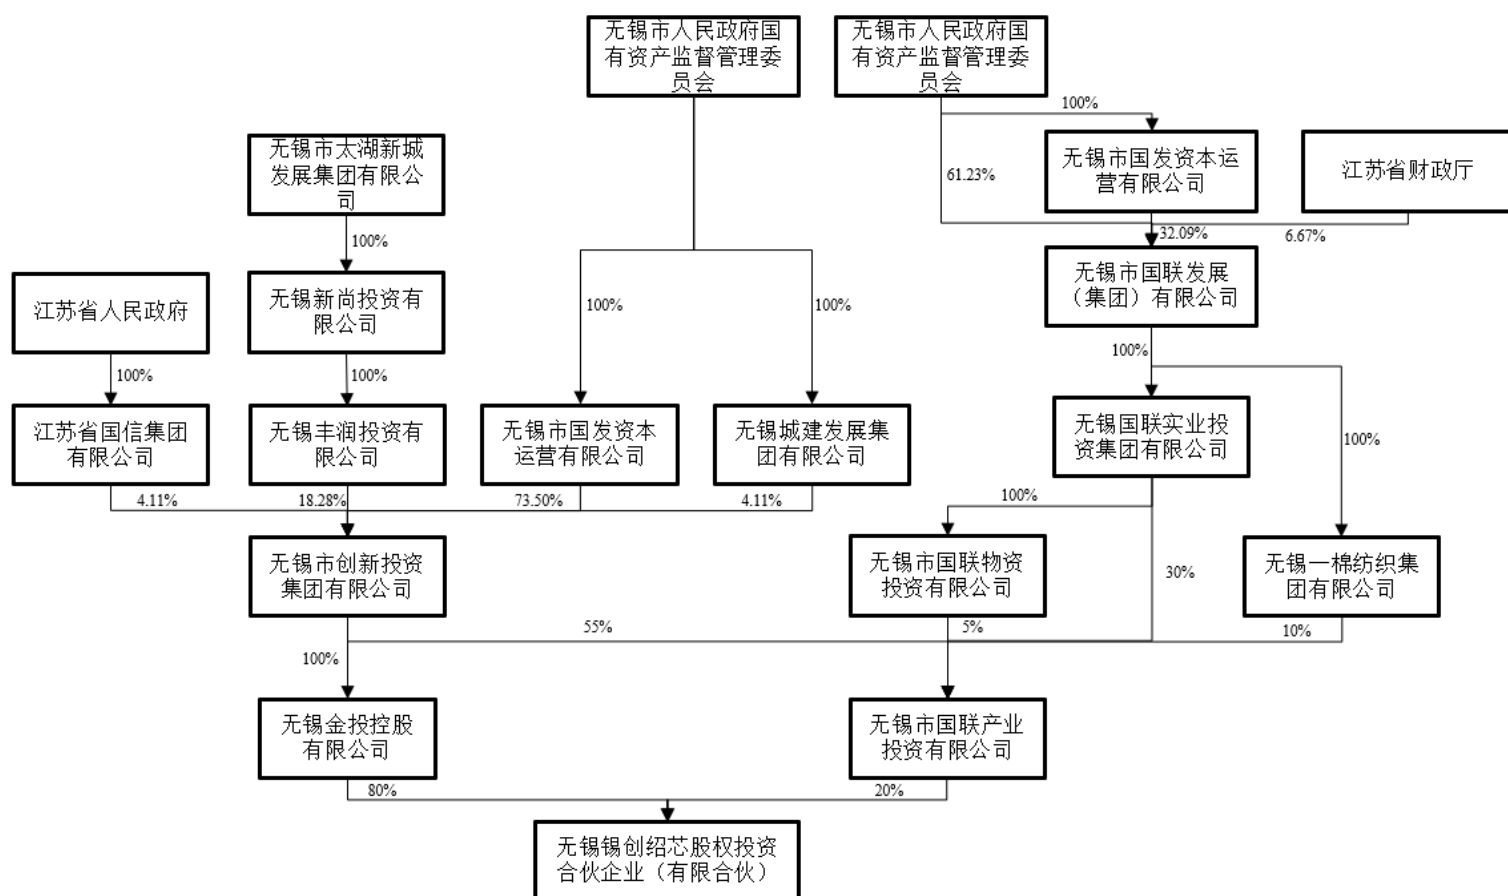 无锡市人民政府国
有资产监督管理委
员会
无锡市人民政府国
有资产监督管理委
员会
100%
无锡市太湖新城
发展集团有限公
司
61.23%
无锡市国发资本运
营有限公司
江苏省财政厅
100%
32.09%
6.67%
江苏省人民政府
无锡新尚投资有
限公司
100%
100%
无锡市国联发展
（集团）有限公司
100%
100%
100%
江苏省国信集团
有限公司
无锡丰润投资有
限公司
无锡市国发资本
运营有限公司
无锡城建发展集
团有限公司
无锡国联实业投
资集团有限公司
100%
4.11%
18.28%
73.50%
4.11%
100%
无锡市创新投资
集团有限公司
无锡市国联物资
投资有限公司
30%
无锡一棉纺织集
团有限公司
55%
5%
10%
100%
无锡金投控股
有限公司
无锡市国联产业
投资有限公司
80%
20%
无锡锡创绍芯股权投资
合伙企业（有限合伙）